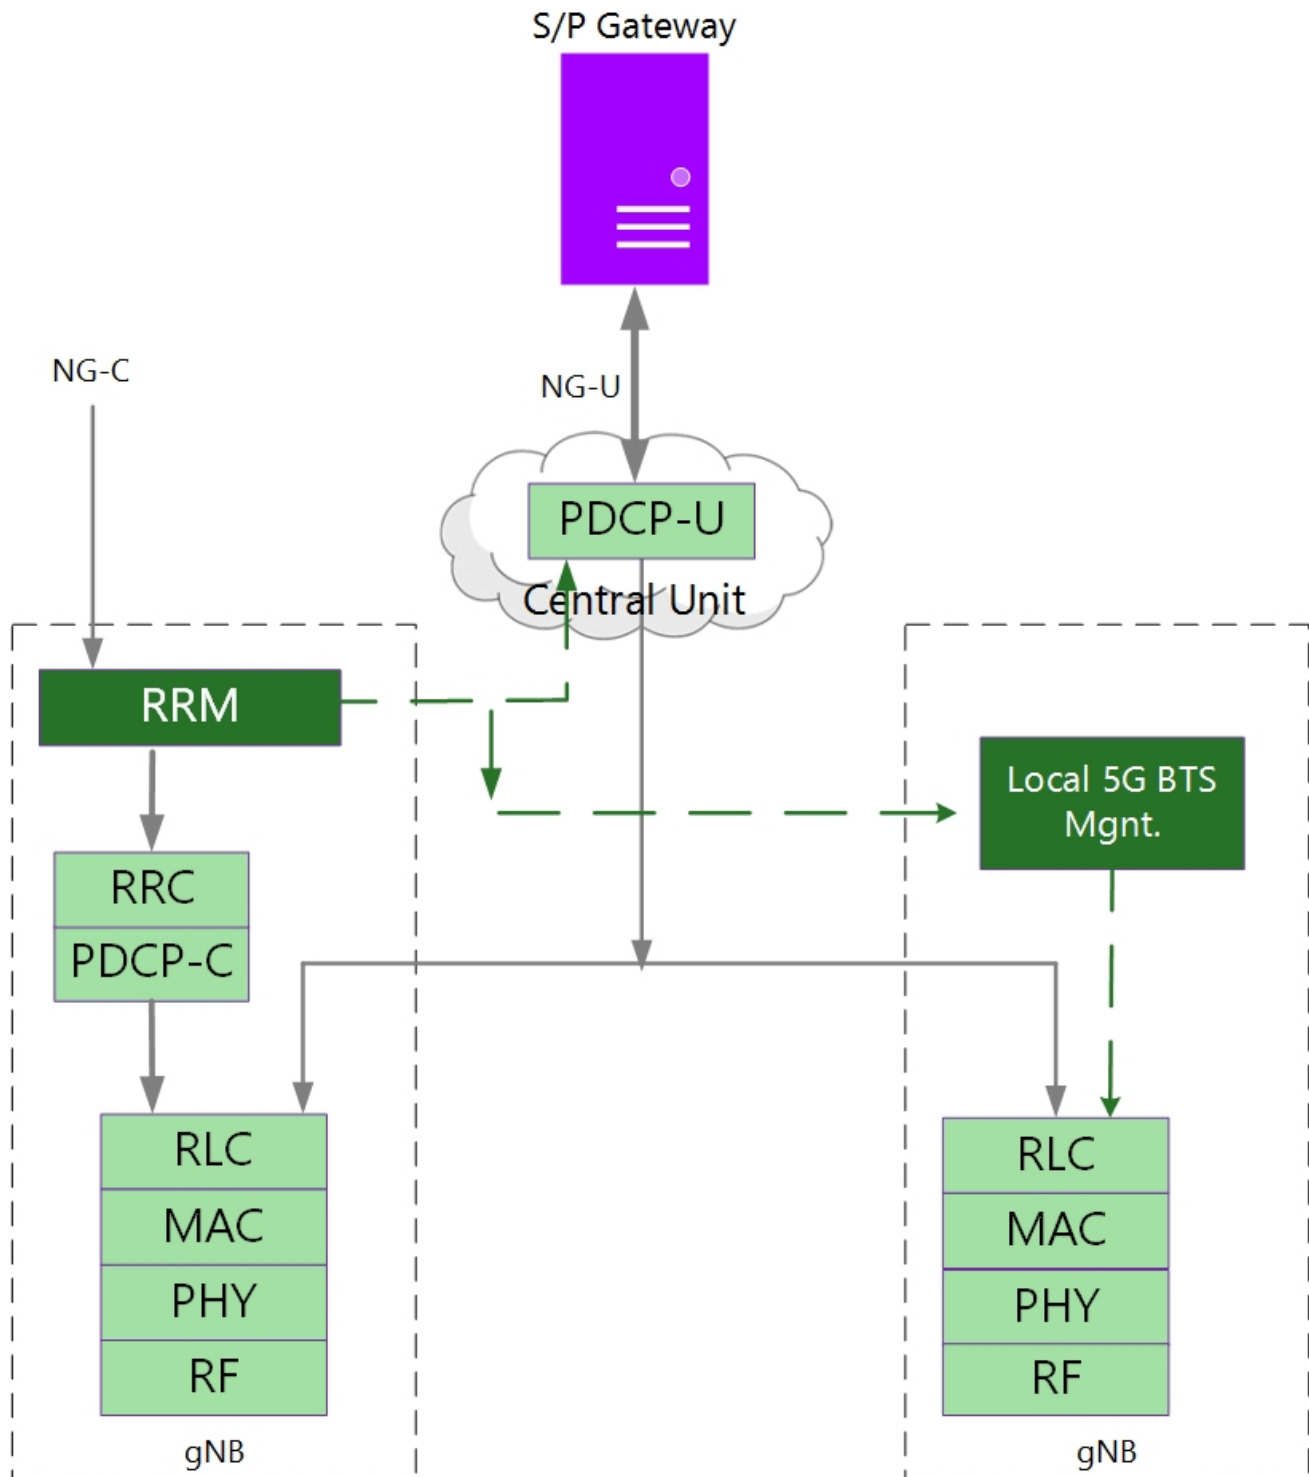 S/P Gateway
NG-C
NG-U
PDCP-U
Central Unit
RRM
Local 5G BTS
Mgnt.
RRC
PDCP-C
RLC
MAC
PHY
RF
gNB
RLC
MAC
PHY
RF
gNB